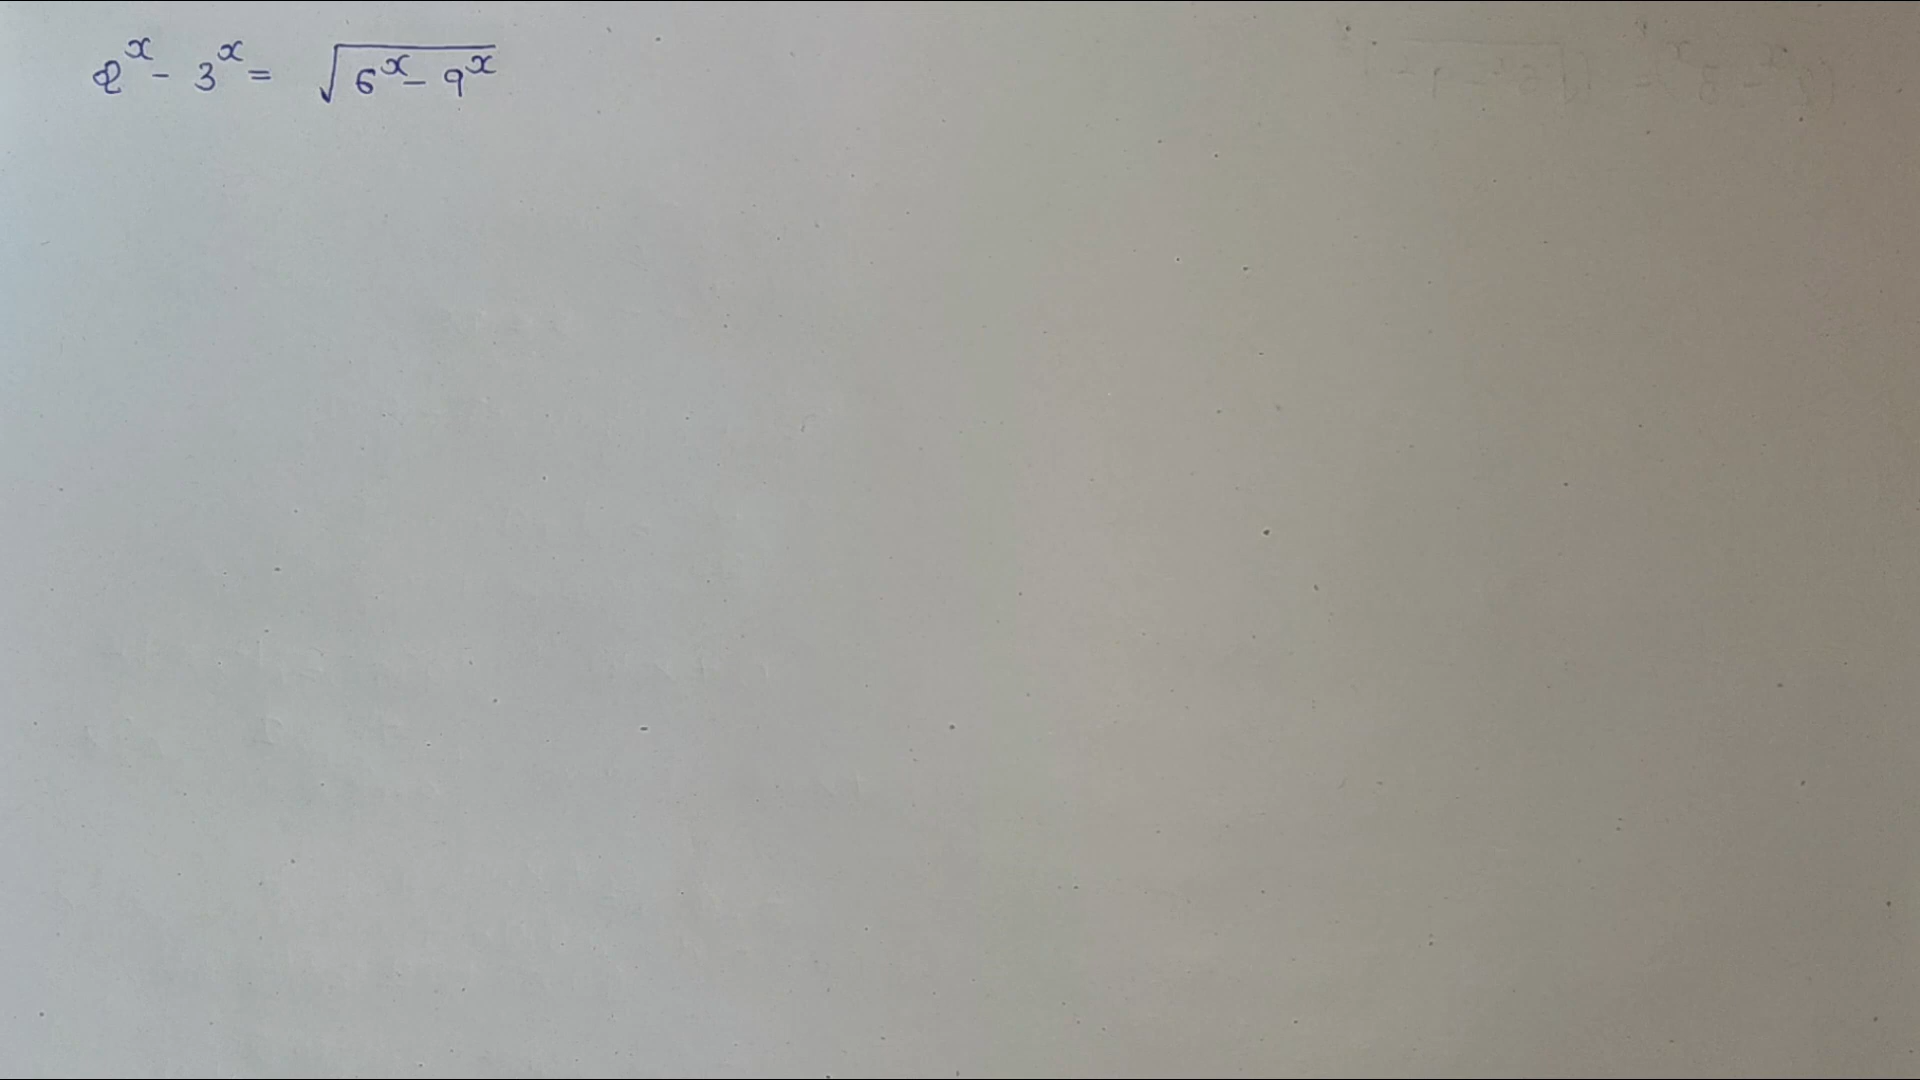 2^x - 3^x = √(6^x - 9^x)